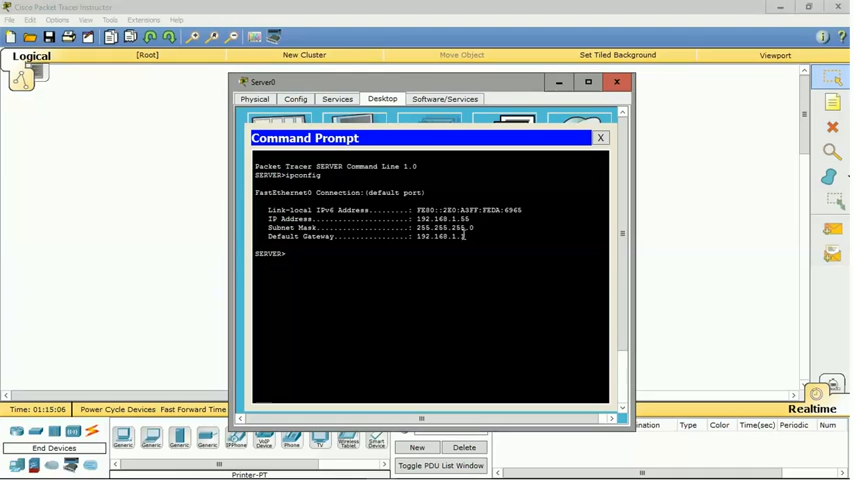 Cisco Packet Tracer Instructor
File Edit Options View Tools Extensions Help
Logical [Root] New Cluster Move Object Set Tiled Background Viewport
Server0
Physical Config Services Desktop Software/Services
Command Prompt X
Packet Tracer SERVER Command Line 1.0
SERVER>ipconfig
FastEthernet0 Connection:(default port)
Link-local IPv6 Address.........: FE80::2E0:A3FF:FEDA:6965
IP Address......................: 192.168.1.55
Subnet Mask.....................: 255.255.255.0
Default Gateway.................: 192.168.1.1
SERVER>
Time: 01:15:06 Power Cycle Devices Fast Forward Time Realtime
Generic Generic Generic Generic IPPhone VoIP Device Phone TV Wireless Tablet Smart Device
End Devices
New Delete
Toggle PDU List Window
Color Time(sec) Periodic Num
Printer-PT